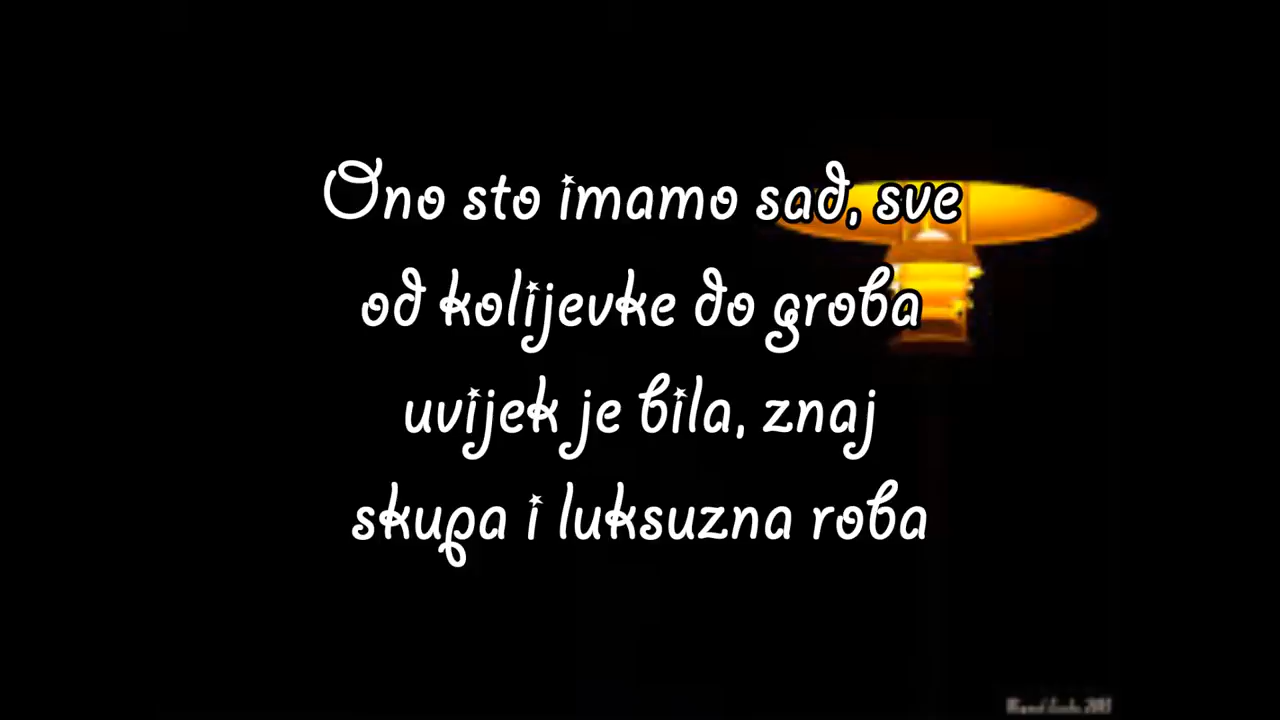 Ono sto imamo sad, sve
od kolijevke do groba
uvijek je bila, znaj
skupa i luksuzna roba